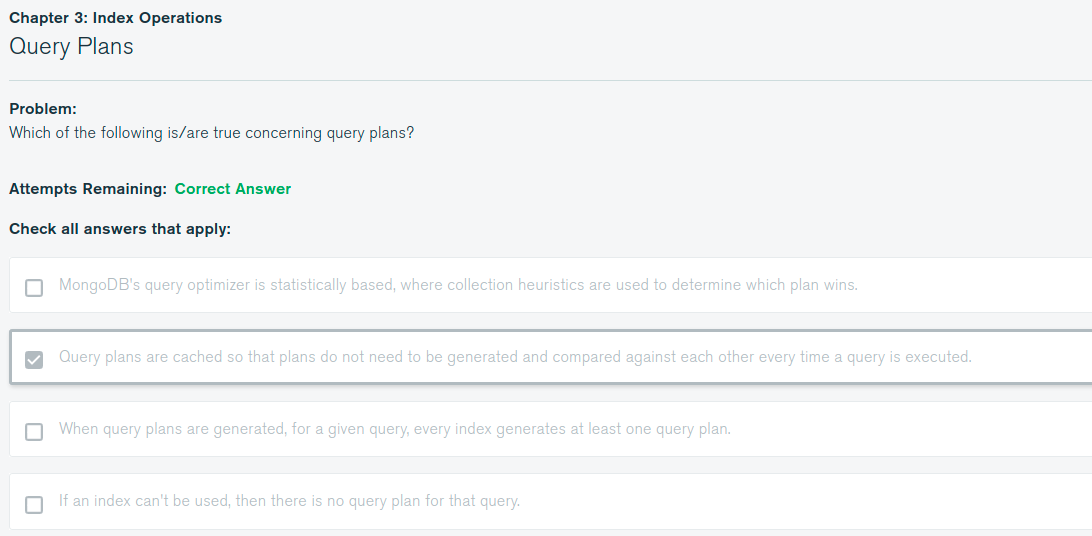 Chapter 3: Index Operations
Query Plans
Problem:
Which of the following is/are true concerning query plans?
Attempts Remaining: Correct Answer
Check all answers that apply:
MongoDB's query optimizer is statistically based, where collection heuristics are used to determine which plan wins.
Query plans are cached so that plans do not need to be generated and compared against each other every time a query is executed.
When query plans are generated, for a given query, every index generates at least one query plan.
If an index can't be used, then there is no query plan for that query.